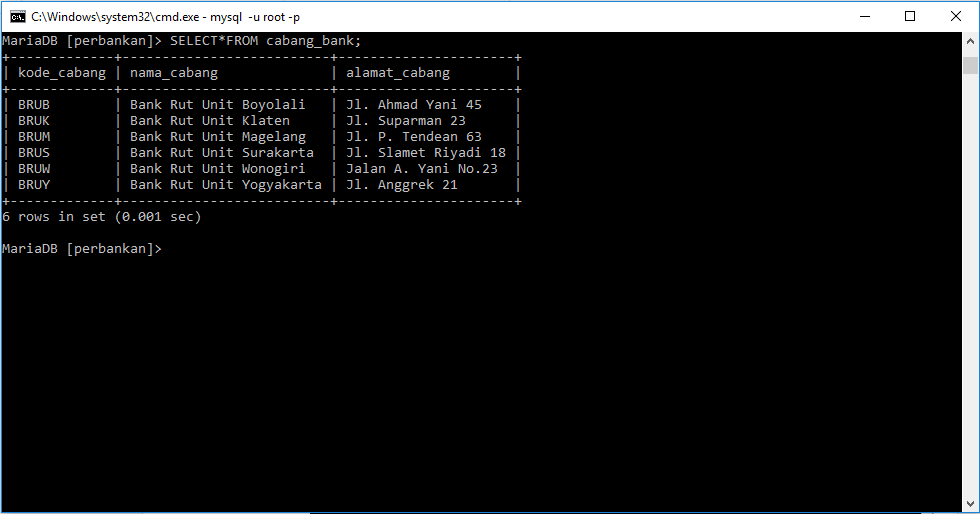 C:\Windows\system32\cmd.exe - mysql  -u root -p
MariaDB [perbankan]> SELECT*FROM cabang_bank;
+-------------+--------------------------+----------------------+
| kode_cabang | nama_cabang              | alamat_cabang        |
+-------------+--------------------------+----------------------+
| BRUB        | Bank Rut Unit Boyolali   | Jl. Ahmad Yani 45    |
| BRUK        | Bank Rut Unit Klaten     | Jl. Suparman 23      |
| BRUM        | Bank Rut Unit Magelang   | Jl. P. Tendean 63    |
| BRUS        | Bank Rut Unit Surakarta  | Jl. Slamet Riyadi 18 |
| BRUW        | Bank Rut Unit Wonogiri   | Jalan A. Yani No.23  |
| BRUY        | Bank Rut Unit Yogyakarta | Jl. Anggrek 21       |
+-------------+--------------------------+----------------------+
6 rows in set (0.001 sec)
MariaDB [perbankan]>